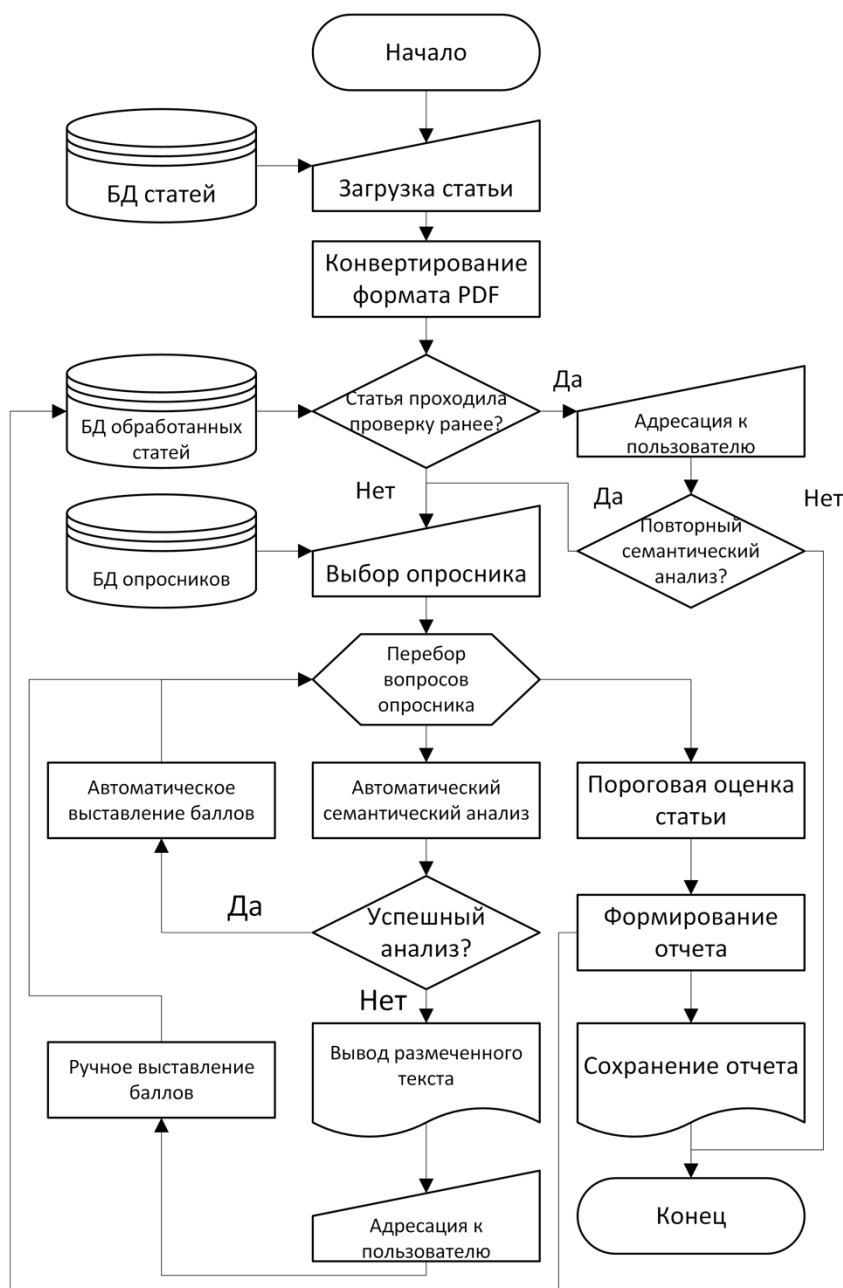 Начало
БД статей
Загрузка статьи
Конвертирование
формата PDF
Статья проходила
проверку ранее?
Да
Адресация к
пользователю
БД обработанных
статей
Нет
Да
Нет
Повторный
семантический
анализ?
БД опросников
Выбор опросника
Перебор
вопросов
опросника
Автоматическое
выставление баллов
Автоматический
семантический анализ
Пороговая оценка
статьи
Да
Успешный
анализ?
Формирование
отчета
Нет
Ручное выставление
баллов
Вывод размеченного
текста
Сохранение отчета
Адресация к
пользователю
Конец